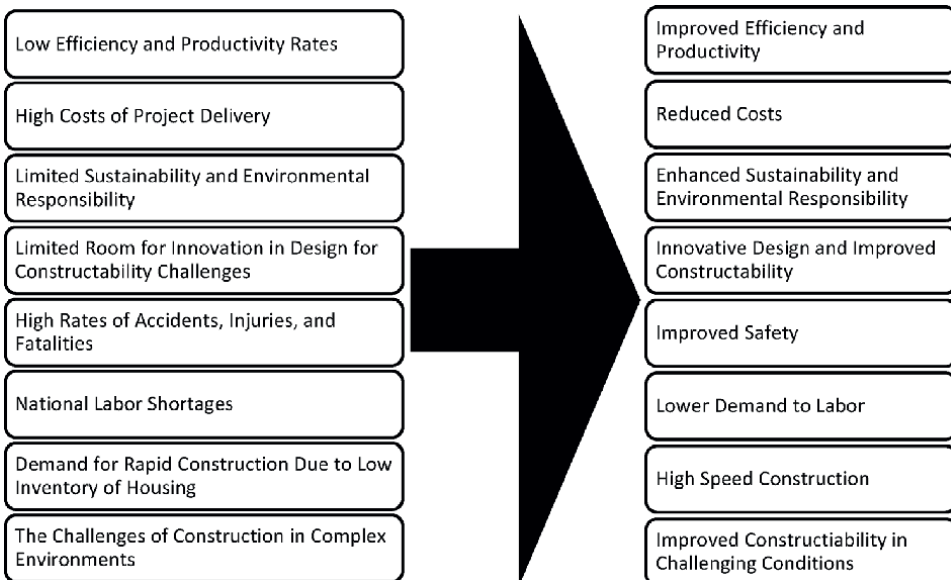 Low Efficiency and Productivity Rates
High Costs of Project Delivery
Limited Sustainability and Environmental
Responsibility
Limited Room for Innovation in Design for
Constructability Challenges
High Rates of Accidents, Injuries, and
Fatalities
National Labor Shortages
Demand for Rapid Construction Due to Low
Inventory of Housing
The Challenges of Construction in Complex
Environments
Improved Efficiency and
Productivity
Reduced Costs
Enhanced Sustainability and
Environmental Responsibility
Innovative Design and Improved
Constructability
Improved Safety
Lower Demand to Labor
High Speed Construction
Improved Constructiability in
Challenging Conditions